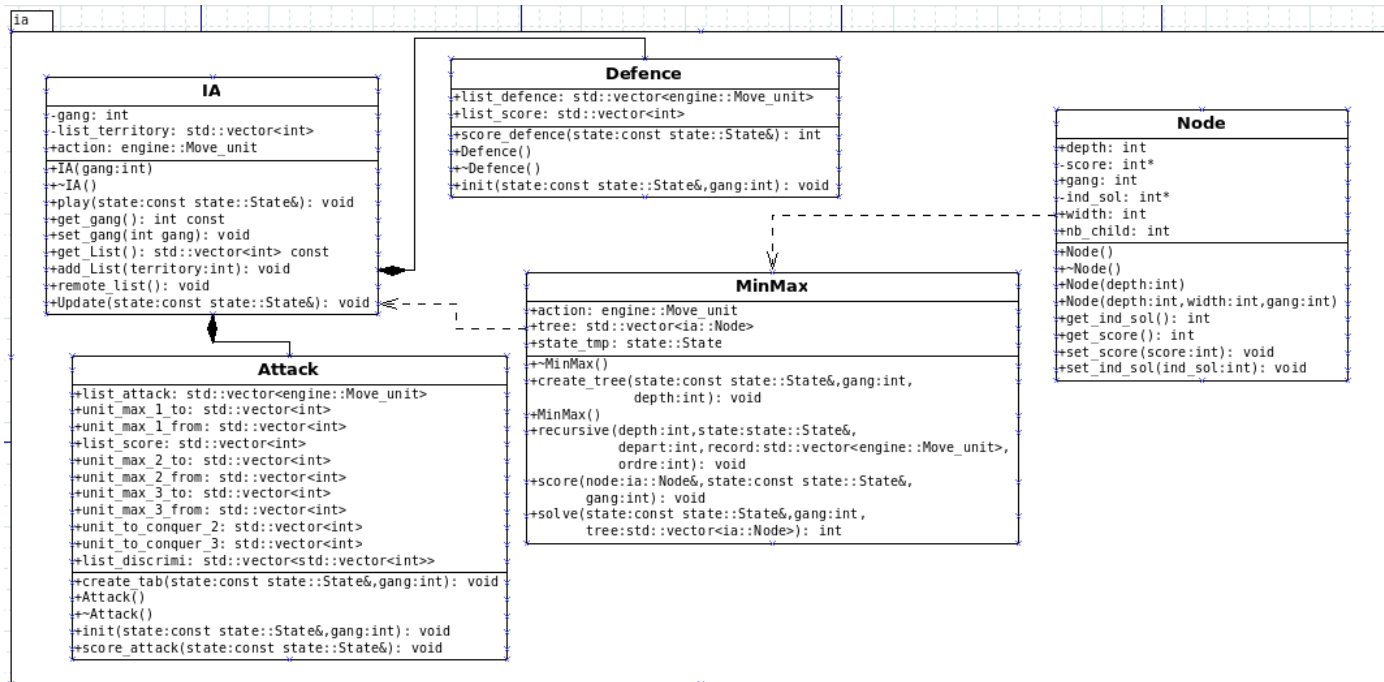 ia
IA
-gang: int
-list_territory: std::vector<int>
+action: engine::Move_unit
+IA(gang:int)
+~IA()
+play(state:const state::State&): void
+get_gang(): int const
+set_gang(int gang): void
+get_List(): std::vector<int> const
+add_List(territory:int): void
+remote_list(): void
+Update(state:const state::State&): void
Defence
+list_defence: std::vector<engine::Move_unit>
+list_score: std::vector<int>
+score_defence(state:const state::State&): int
+Defence()
+~Defence()
+init(state:const state::State&,gang:int): void
Node
+depth: int
-score: int*
+gang: int
-ind_sol: int*
+width: int
+nb_child: int
+Node()
+~Node()
+Node(depth:int)
+Node(depth:int,width:int,gang:int)
+get_ind_sol(): int
+get_score(): int
+set_score(score:int): void
+set_ind_sol(ind_sol:int): void
MinMax
+action: engine::Move_unit
+tree: std::vector<ia::Node>
+state_tmp: state::State
+~MinMax()
+create_tree(state:const state::State&,gang:int,
depth:int): void
+MinMax()
+recursive(depth:int,state:state::State&,
depart:int,record:std::vector<engine::Move_unit>,
ordre:int): void
+score(node:ia::Node&,state:const state::State&,
gang:int): void
+solve(state:const state::State&,gang:int,
tree:std::vector<ia::Node>): int
Attack
+list_attack: std::vector<engine::Move_unit>
+unit_max_1_to: std::vector<int>
+unit_max_1_from: std::vector<int>
+list_score: std::vector<int>
+unit_max_2_to: std::vector<int>
+unit_max_2_from: std::vector<int>
+unit_max_3_to: std::vector<int>
+unit_max_3_from: std::vector<int>
+unit_to_conquer_2: std::vector<int>
+unit_to_conquer_3: std::vector<int>
+list_discrimi: std::vector<std::vector<int>>
+create_tab(state:const state::State&,gang:int): void
+Attack()
+~Attack()
+init(state:const state::State&,gang:int): void
+score_attack(state:const state::State&): void